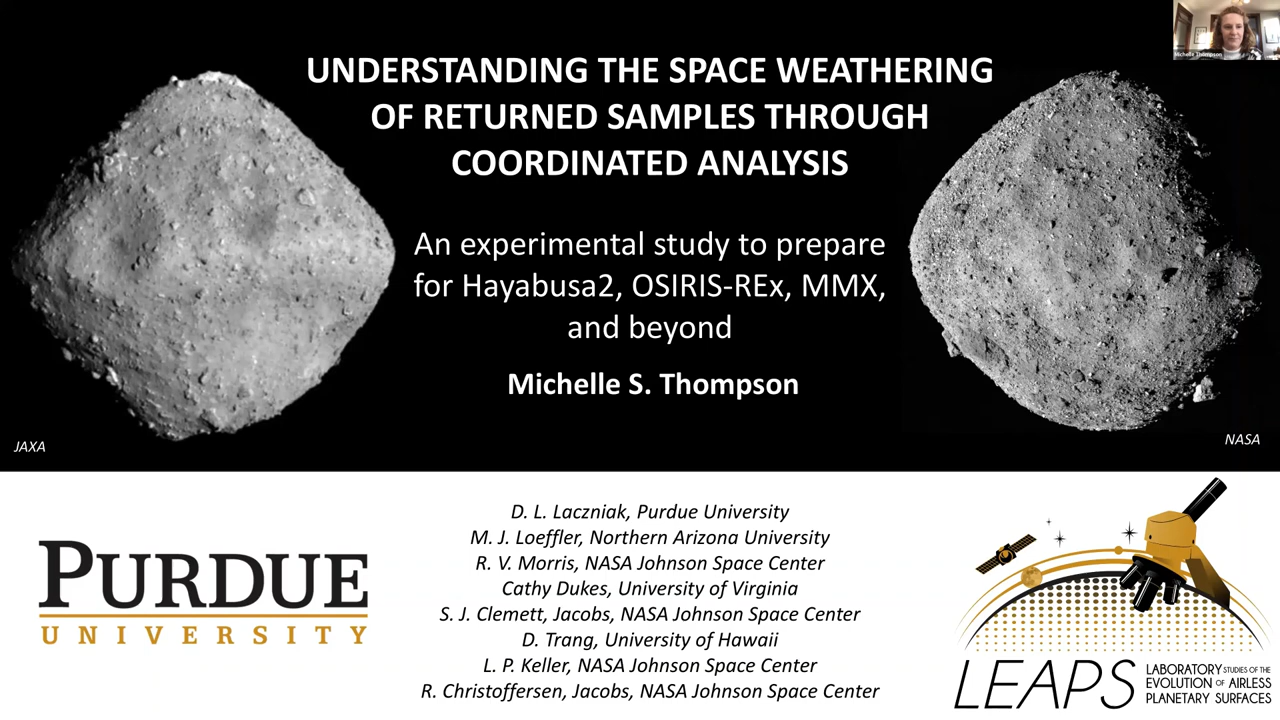 Michelle Thompson
UNDERSTANDING THE SPACE WEATHERING
OF RETURNED SAMPLES THROUGH
COORDINATED ANALYSIS
An experimental study to prepare
for Hayabusa2, OSIRIS-REx, MMX,
and beyond
Michelle S. Thompson
JAXA
NASA
PURDUE
UNIVERSITY
D. L. Laczniak, Purdue University
M. J. Loeffler, Northern Arizona University
R. V. Morris, NASA Johnson Space Center
Cathy Dukes, University of Virginia
S. J. Clemett, Jacobs, NASA Johnson Space Center
D. Trang, University of Hawaii
L. P. Keller, NASA Johnson Space Center
R. Christoffersen, Jacobs, NASA Johnson Space Center
LEAPS
LABORATORY STUDIES OF THE
EVOLUTION OF AIRLESS
PLANETARY SURFACES